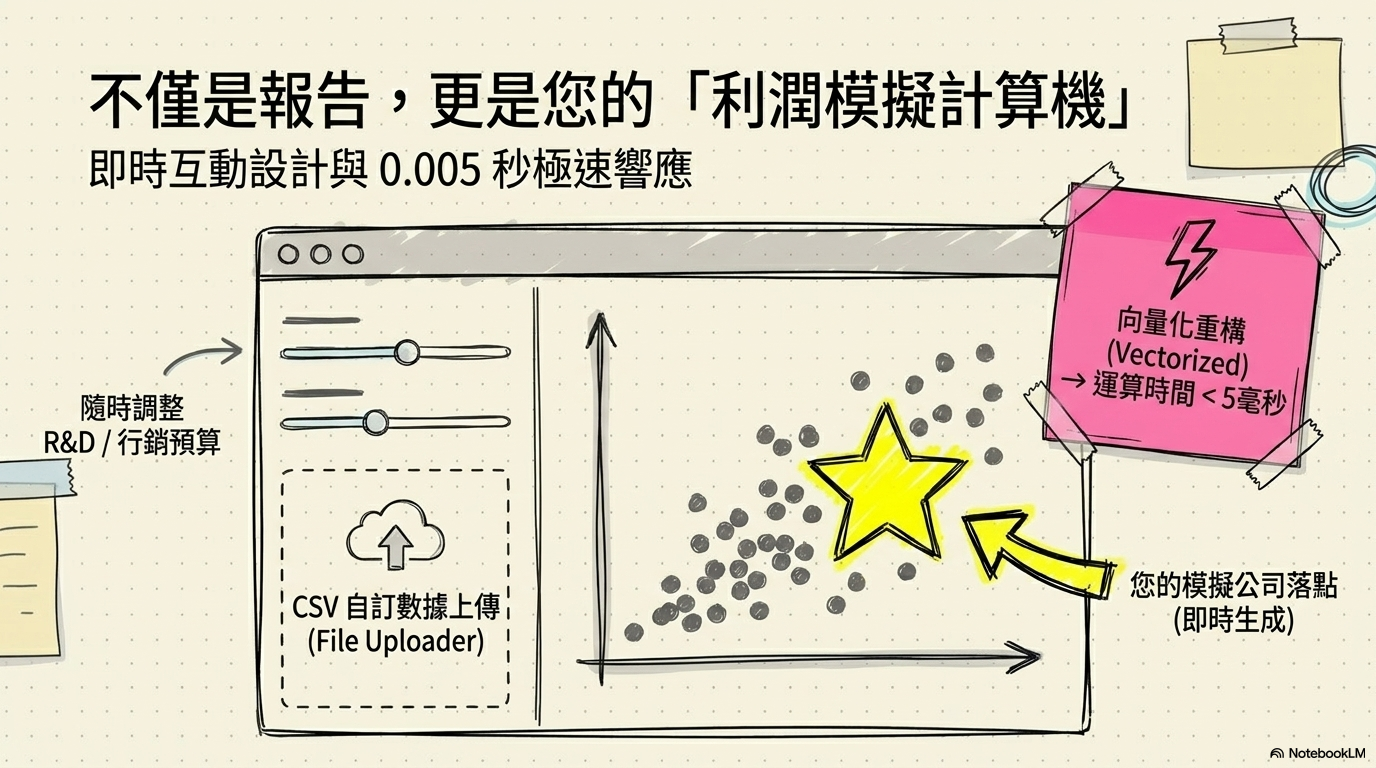 不僅是報告，更是您的「利潤模擬計算機」
即時互動設計與 0.005 秒極速響應
向量化重構
(Vectorized)
→ 運算時間 < 5毫秒
隨時調整
R&D / 行銷預算
CSV 自訂數據上傳
(File Uploader)
您的模擬公司落點
(即時生成)
NotebookLM